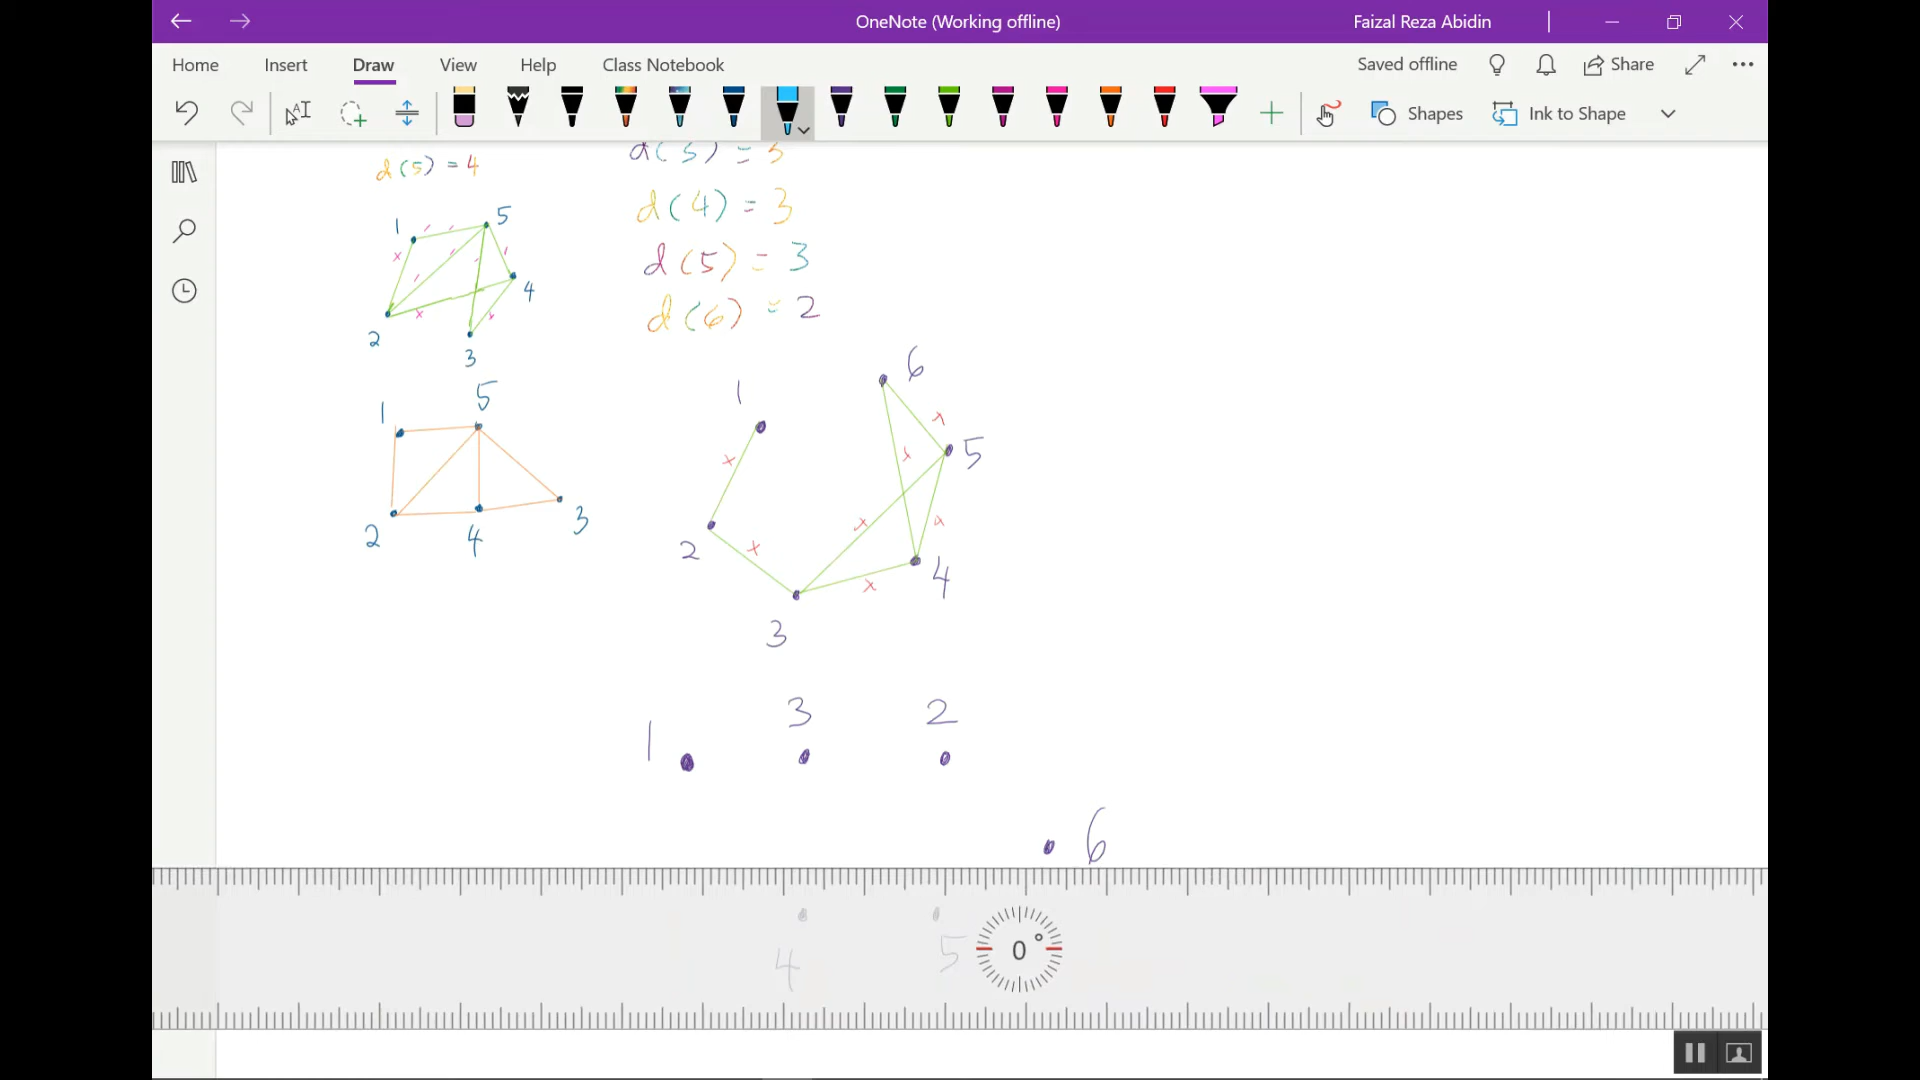 OneNote (Working offline)
Faizal Reza Abidin
Home Insert Draw View Help Class Notebook
Saved offline Share
Shapes Ink to Shape
d(5) = 4
d(3) = 3
d(4) = 3
d(5) = 3
d(6) = 2
1 5
4
2
3
1 5
2 4 3
1 6
5
2
4
3
1 3 2
6
4 5
0°